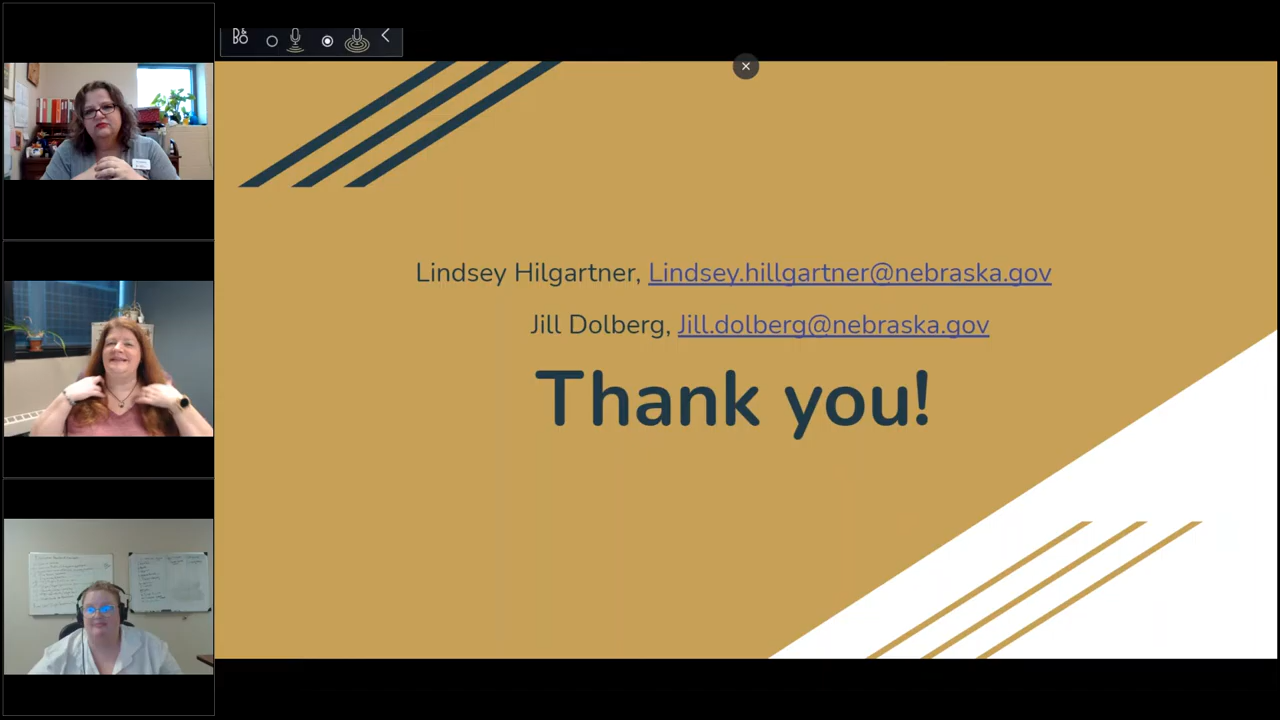 Lindsey Hilgartner, Lindsey.hillgartner@nebraska.gov
Jill Dolberg, Jill.dolberg@nebraska.gov
Thank you!